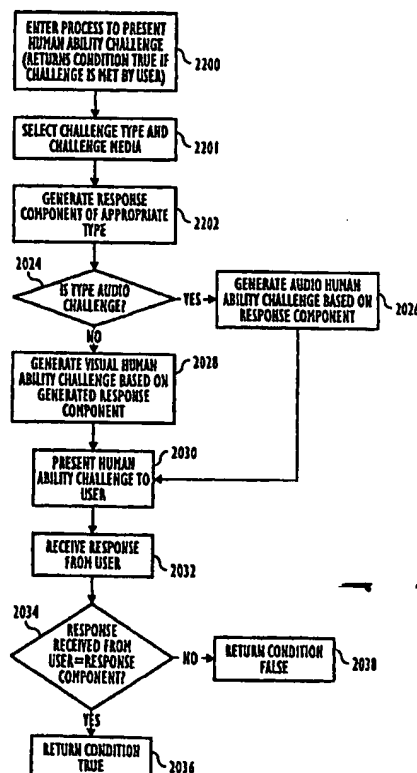 ENTER PROCESS TO PRESENT
HUMAN ABILITY CHALLENGE
(RETURNS CONDITION TRUE IF
CHALLENGE IS MET BY USER)
2200
SELECT CHALLENGE TYPE AND
CHALLENGE MEDIA
2201
GENERATE RESPONSE
COMPONENT OF APPROPRIATE
TYPE
2202
2024
IS TYPE AUDIO
CHALLENGE?
YES
GENERATE AUDIO HUMAN
ABILITY CHALLENGE BASED ON
RESPONSE COMPONENT
2026
NO
GENERATE VISUAL HUMAN
ABILITY CHALLENGE BASED ON
GENERATED RESPONSE
COMPONENT
2028
PRESENT HUMAN
ABILITY CHALLENGE TO
USER
2030
RECEIVE RESPONSE
FROM USER
2032
2034
RESPONSE
RECEIVED FROM
USER=RESPONSE
COMPONENT?
NO
RETURN CONDITION
FALSE
2038
YES
RETURN CONDITION
TRUE
2036